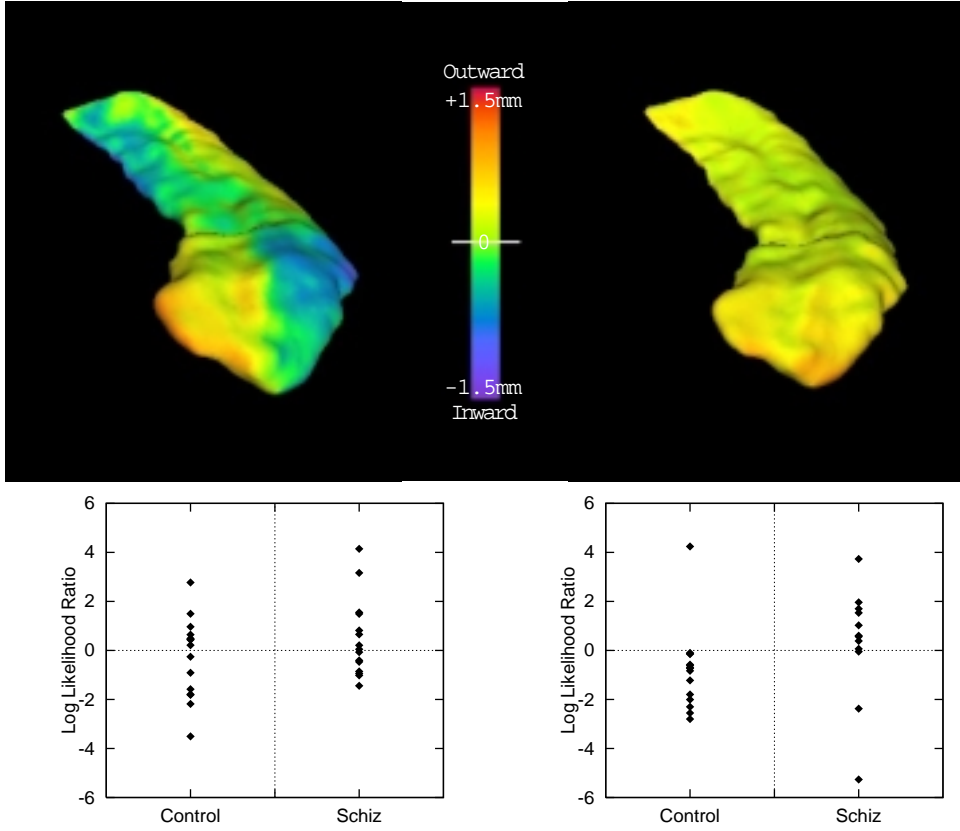 Outward
+1.5mm
0
-1.5mm
Inward
6
4
2
0
-2
-4
-6
Log Likelihood Ratio
Control Schiz
6
4
2
0
-2
-4
-6
Log Likelihood Ratio
Control Schiz